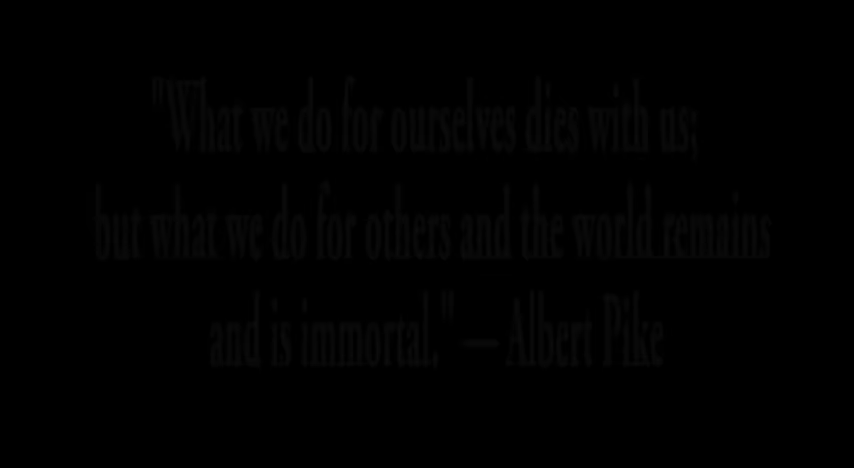 "What we do for ourselves dies with us;
but what we do for others and the world remains
and is immortal." — Albert Pike